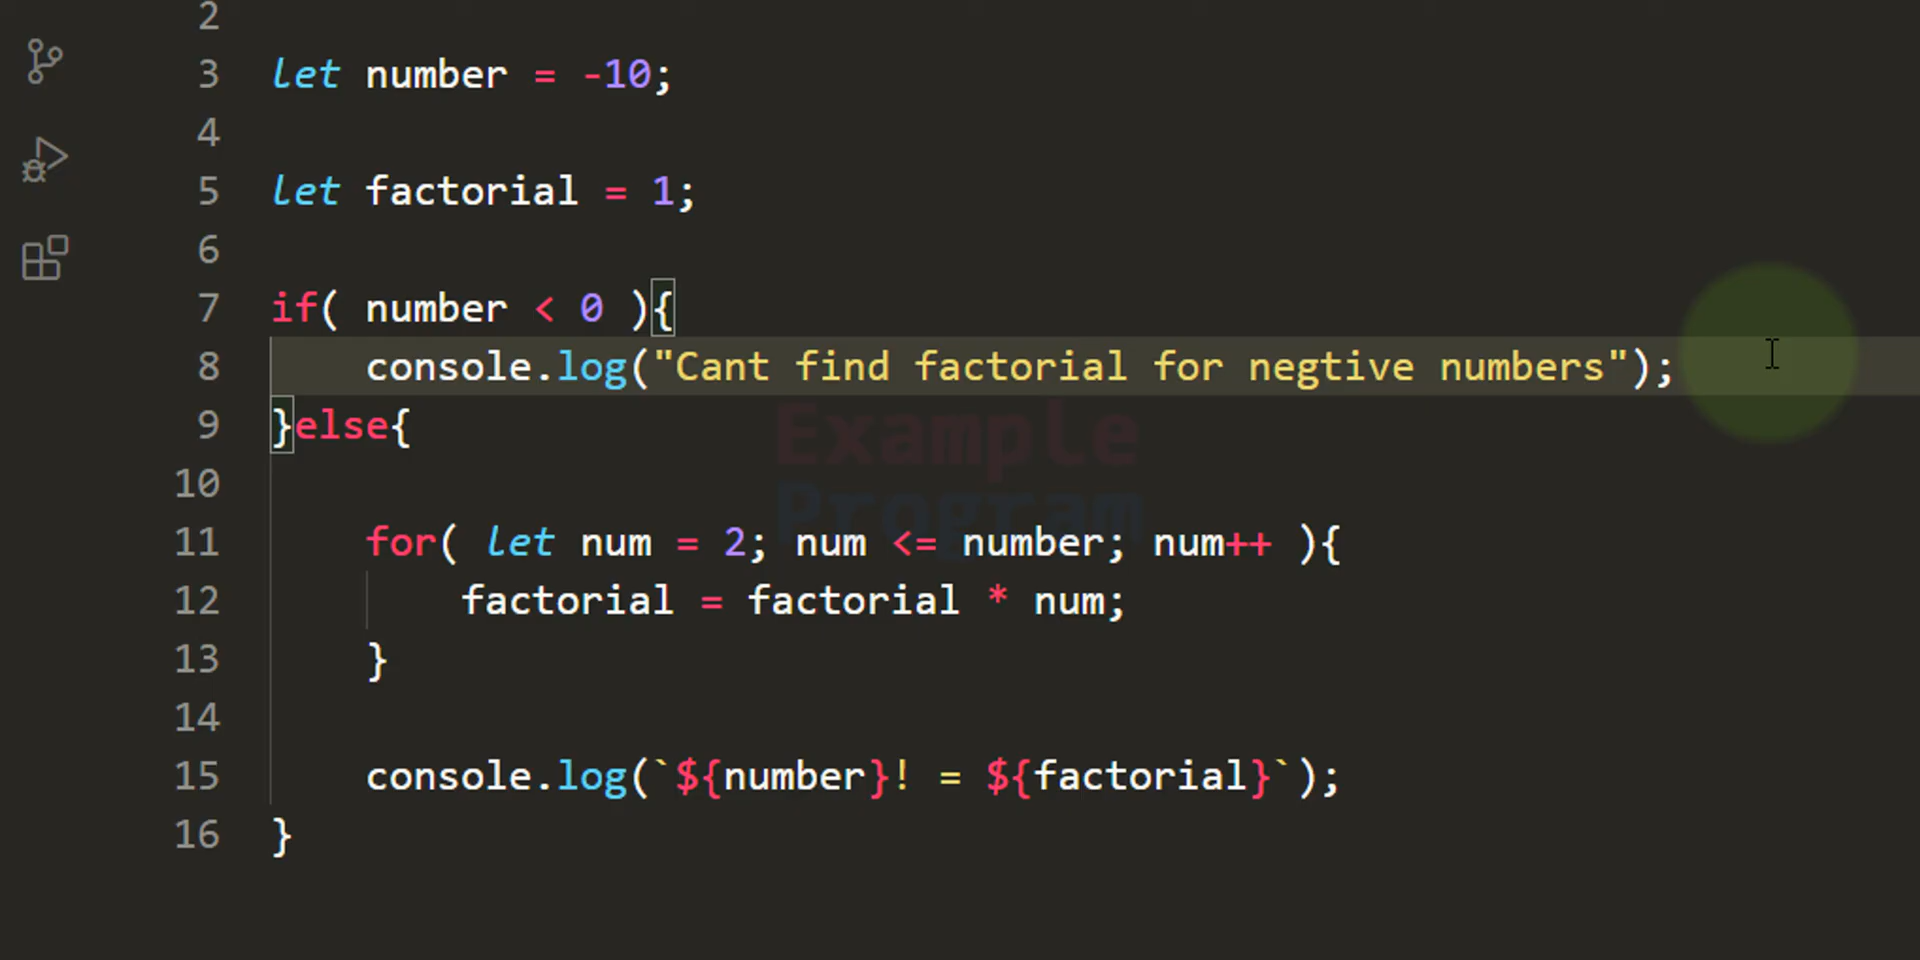 2
3 let number = -10;
4
5 let factorial = 1;
6
7 if( number < 0 ){
8     console.log("Cant find factorial for negtive numbers");
9 }else{
Example
10
Program
11     for( let num = 2; num <= number; num++ ){
12         factorial = factorial * num;
13     }
14
15     console.log(`${number}! = ${factorial}`);
16 }